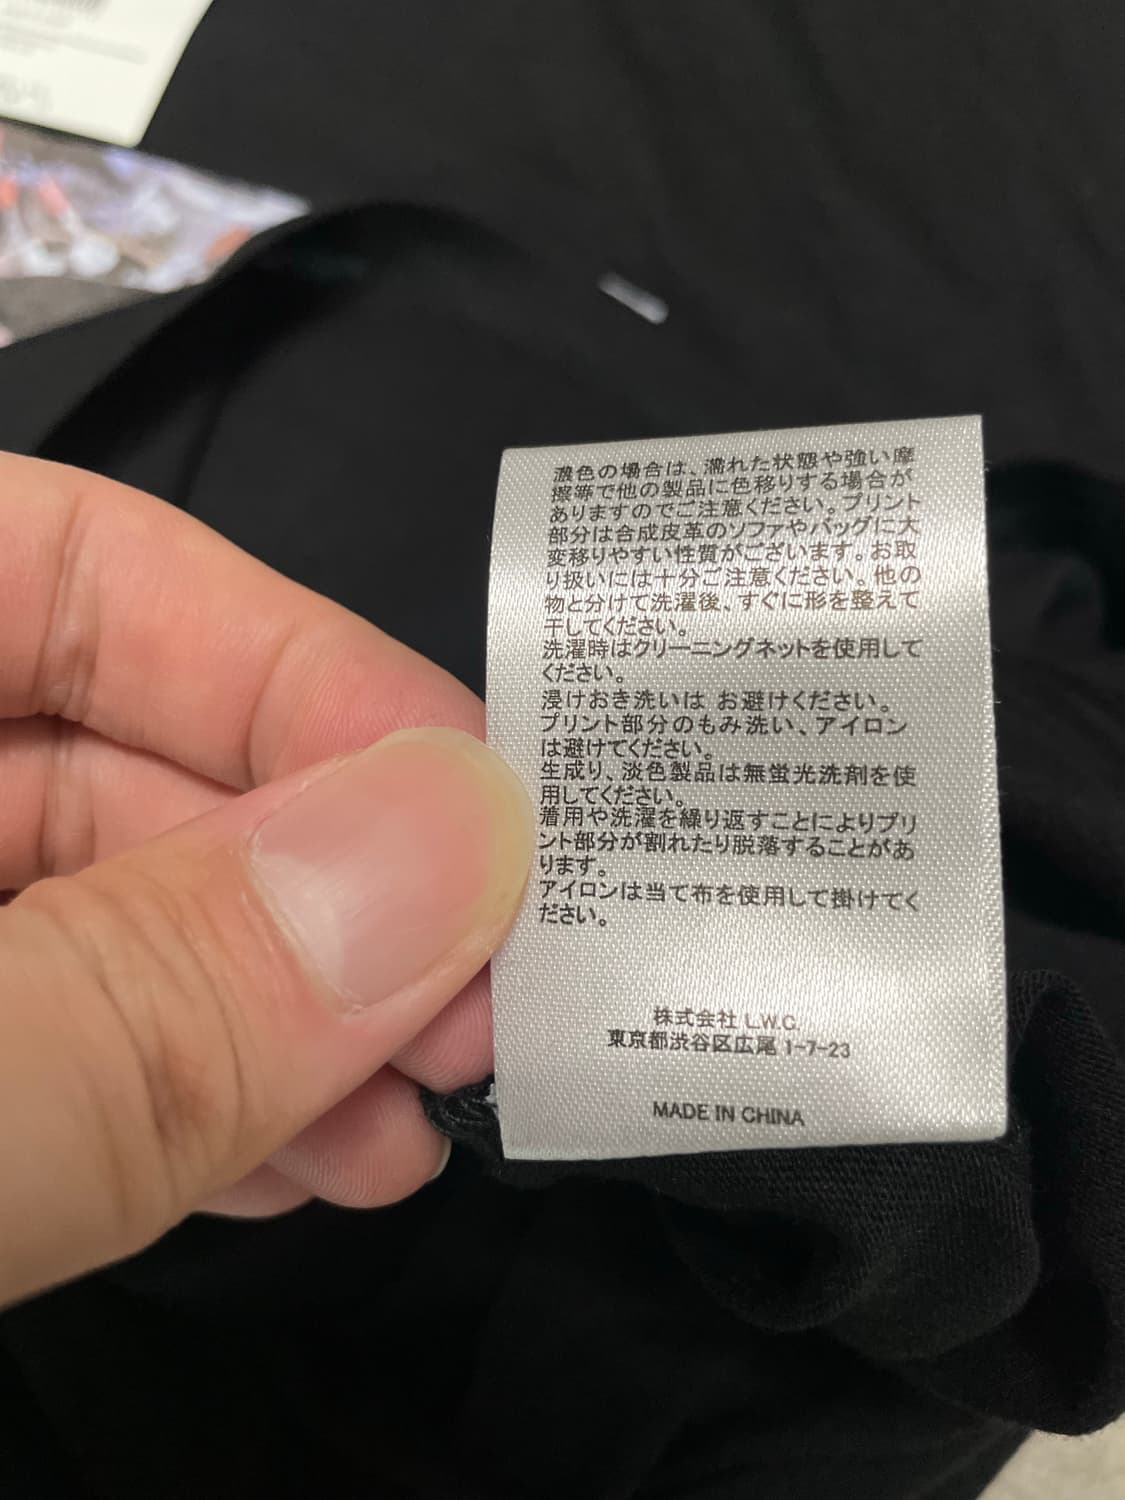 濃色の場合は、濡れた状態や強い摩
擦等で他の製品に色移りする場合が
ありますのでご注意ください。プリント
部分は合成皮革のソファやバッグに大
変移りやすい性質がございます。お取
り扱いには十分ご注意ください。他の
物と分けて洗濯後、すぐに形を整えて
干してください。
洗濯時はクリーニングネットを使用して
ください。
浸けおき洗いは お避けください。
プリント部分のもみ洗い、アイロン
は避けてください。
生成り、淡色製品は無蛍光洗剤を使
用してください。
着用や洗濯を繰り返すことによりプリ
ント部分が割れたり脱落することがあ
ります。
アイロンは当て布を使用して掛けてく
ださい。
株式会社 L.W.C.
東京都渋谷区広尾 1-7-23
MADE IN CHINA